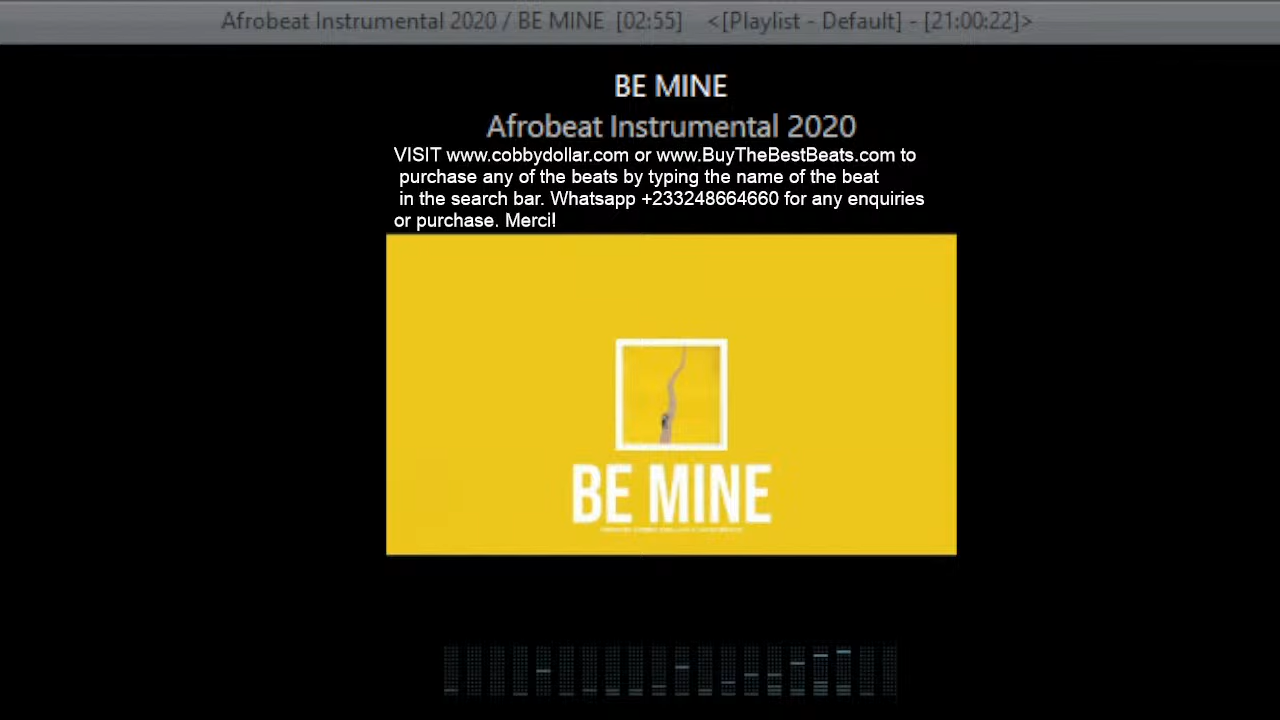 Afrobeat Instrumental 2020 / BE MINE [02:55] <[Playlist - Default] - [21:00:22]>
BE MINE
Afrobeat Instrumental 2020
VISIT www.cobbydollar.com or www.BuyTheBestBeats.com to
purchase any of the beats by typing the name of the beat
in the search bar. Whatsapp +233248664660 for any enquiries
or purchase. Merci!
BE MINE